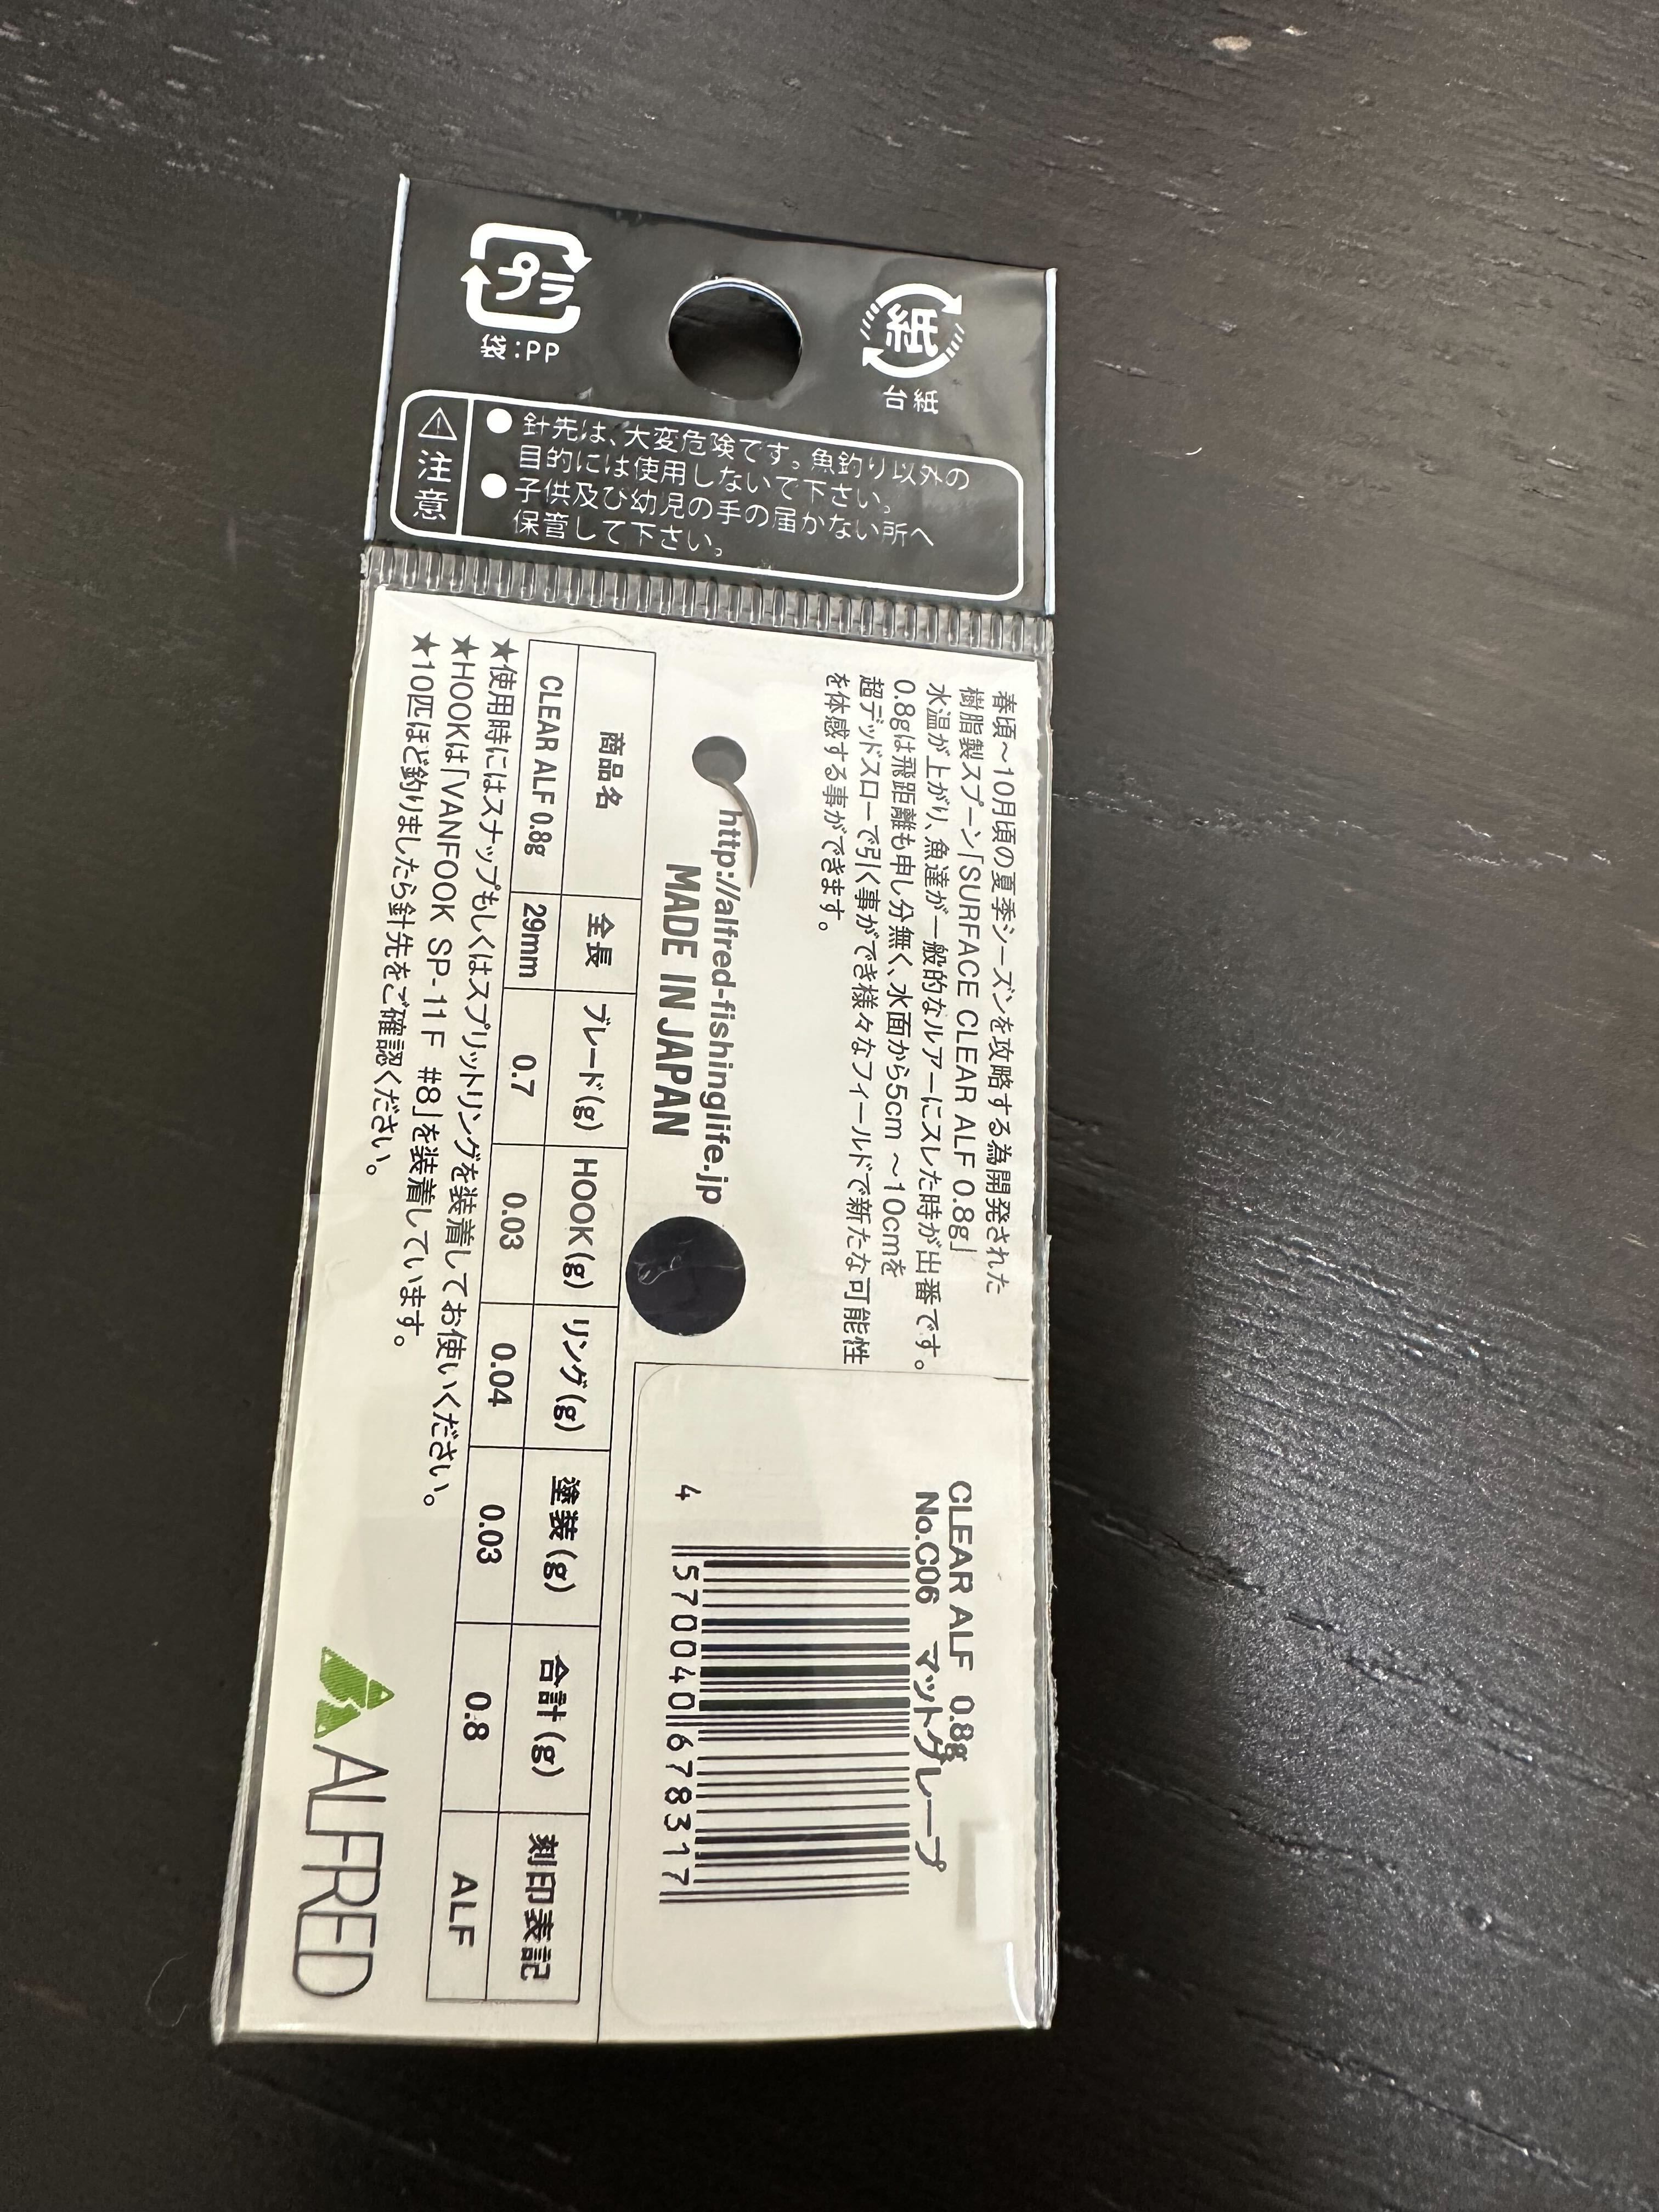 プラ
袋：PP
紙
台紙
注意
●針先は、大変危険です。魚釣り以外の
目的には使用しないで下さい。
●子供及び幼児の手の届かない所へ
保管して下さい。
春頃～10月頃の夏季シーズンを攻略する為開発された
樹脂製スプーン「SURFACE CLEAR ALF 0.8g」
水温が上がり、魚達が一般的なルアーにスレた時が出番です。
0.8gは飛距離も申し分無く、水面から5cm ～10cmを
超デッドスローで引く事ができ様々なフィールドで新たな可能性
を体感する事ができます。
http://alfred-fishinglife.jp
MADE IN JAPAN
CLEAR ALF 0.8g
No.C06 マットグレープ
4 570040 678317
商品名 全長 ブレード(g) HOOK(g) リング(g) 塗装(g) 合計(g) 刻印表記
CLEAR ALF 0.8g 29mm 0.7 0.03 0.04 0.03 0.8 ALF
★使用時にはスナップもしくはスプリットリングを装着してお使いください。
★HOOKは「VANFOOK SP-11F #8」を装着しています。
★10匹ほど釣りましたら針先をご確認ください。
ALFRED